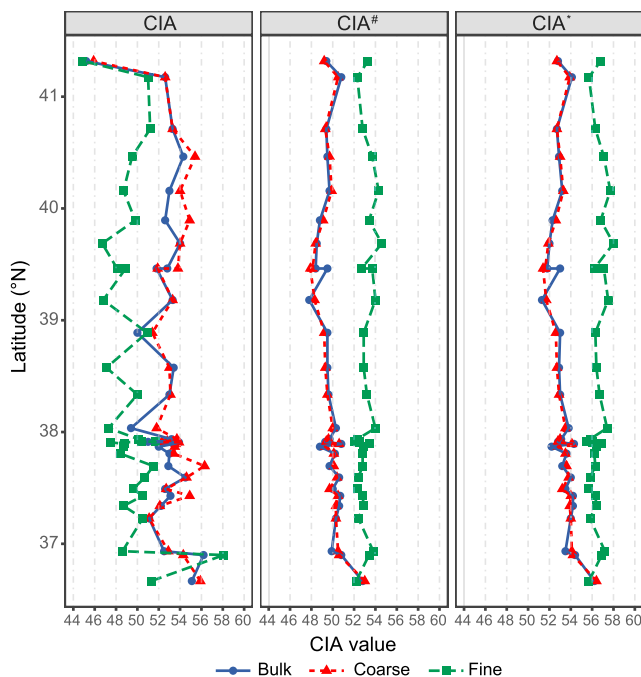 CIA CIA# CIA*
41
40
39
38
37
Latitude (°N)
44 46 48 50 52 54 56 58 60 44 46 48 50 52 54 56 58 60 44 46 48 50 52 54 56 58 60
CIA value
Bulk Coarse Fine